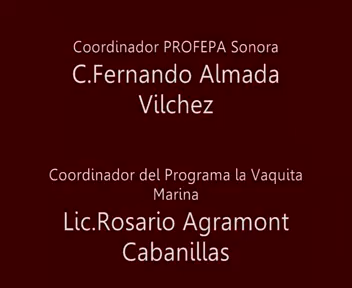 Coordinador PROFEPA Sonora
C.Fernando Almada
Vilchez
Coordinador del Programa la Vaquita
Marina
Lic.Rosario Agramont
Cabanillas